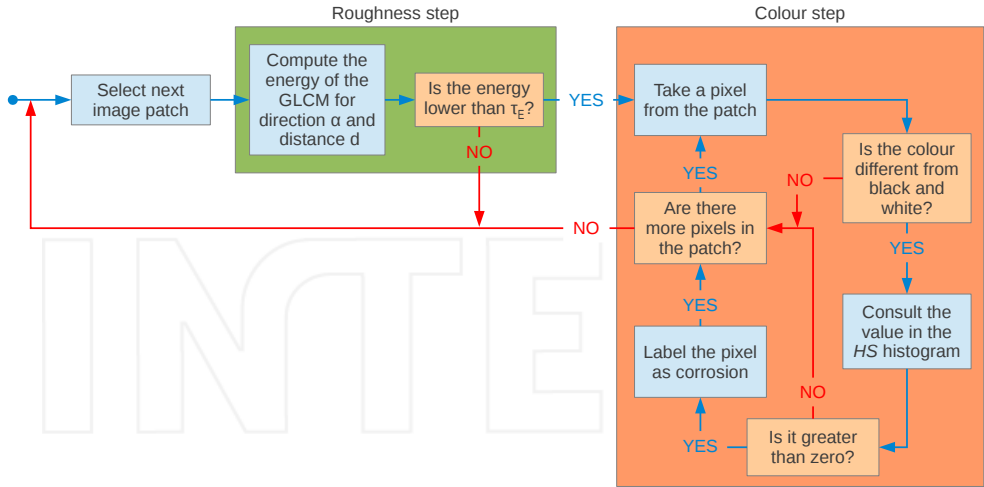 Roughness step
Colour step
Select next
image patch
Compute the
energy of the
GLCM for
direction α and
distance d
Is the energy
lower than τE?
YES
NO
Take a pixel
from the patch
Is the colour
different from
black and
white?
NO
YES
YES
Are there
more pixels in
the patch?
NO
Consult the
value in the
HS histogram
YES
Label the pixel
as corrosion
NO
YES
Is it greater
than zero?
INTE